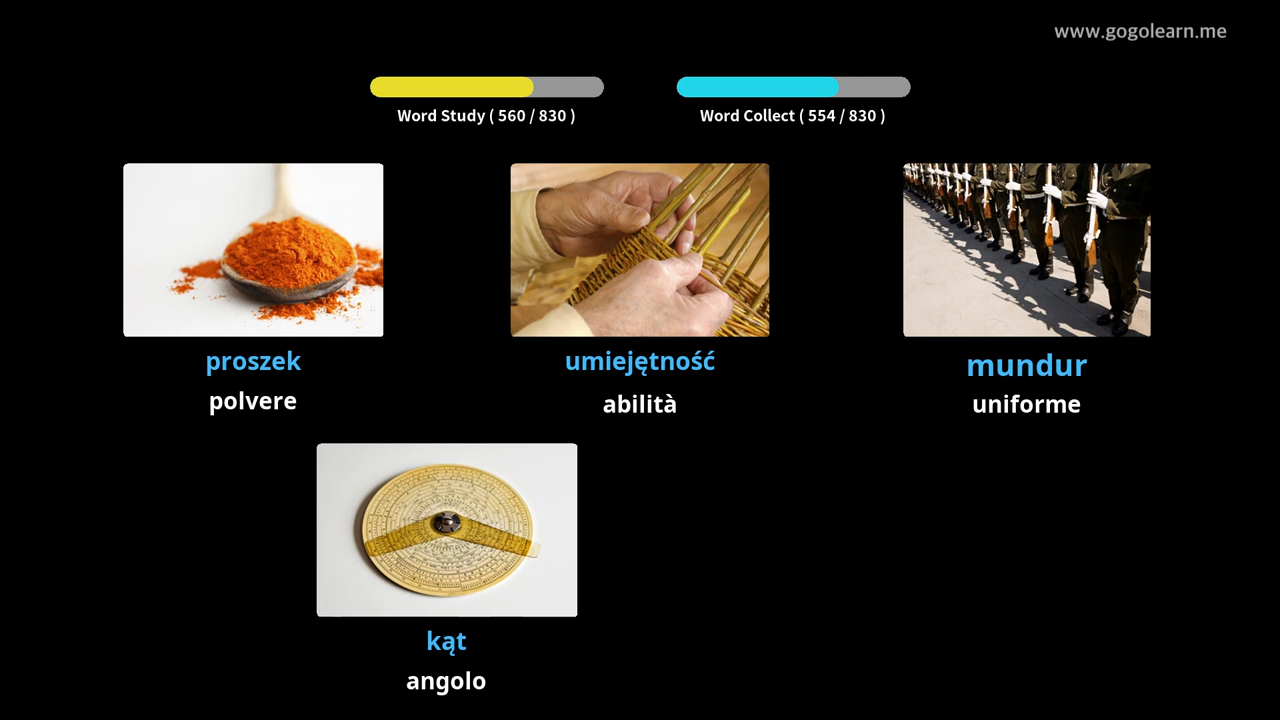 www.gogolearn.me
Word Study ( 560 / 830 )
Word Collect ( 554 / 830 )
proszek
polvere
umiejętność
abilità
mundur
uniforme
kąt
angolo